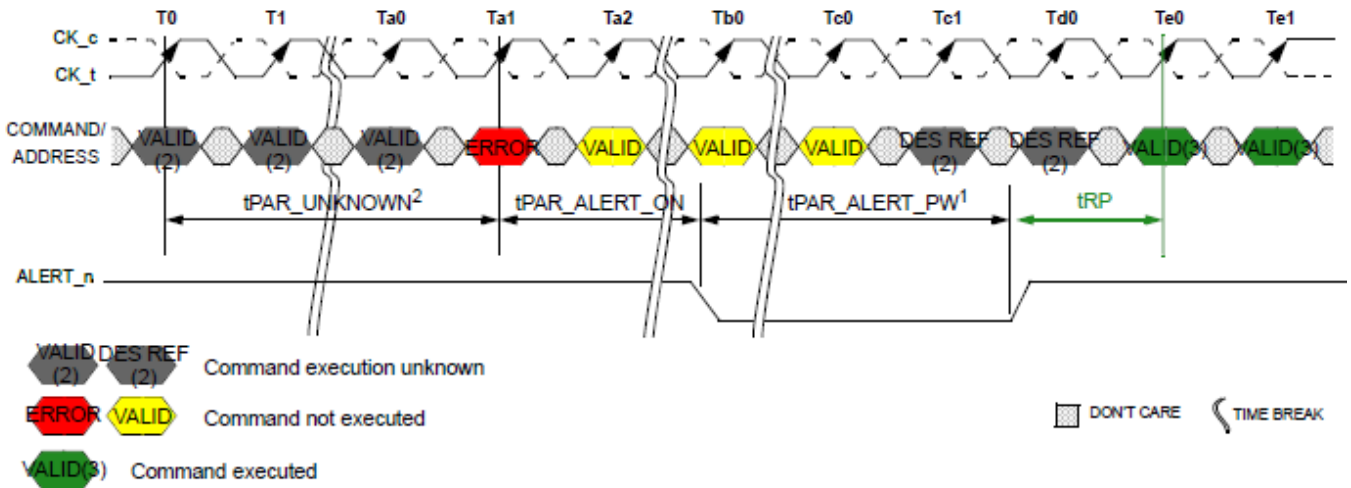 T0 T1 Ta0 Ta1 Ta2 Tb0 Tc0 Tc1 Td0 Te0 Te1
CK_c
CK_t
COMMAND/
ADDRESS
VALID (2) VALID (2) VALID (2) ERROR VALID VALID VALID DES REF (2) DES REF (2) VALID(3) VALID(3)
tPAR_UNKNOWN² tPAR_ALERT_ON tPAR_ALERT_PW¹ tRP
ALERT_n
VALID (2) DES REF (2) Command execution unknown
ERROR VALID Command not executed
DON'T CARE TIME BREAK
VALID(3) Command executed